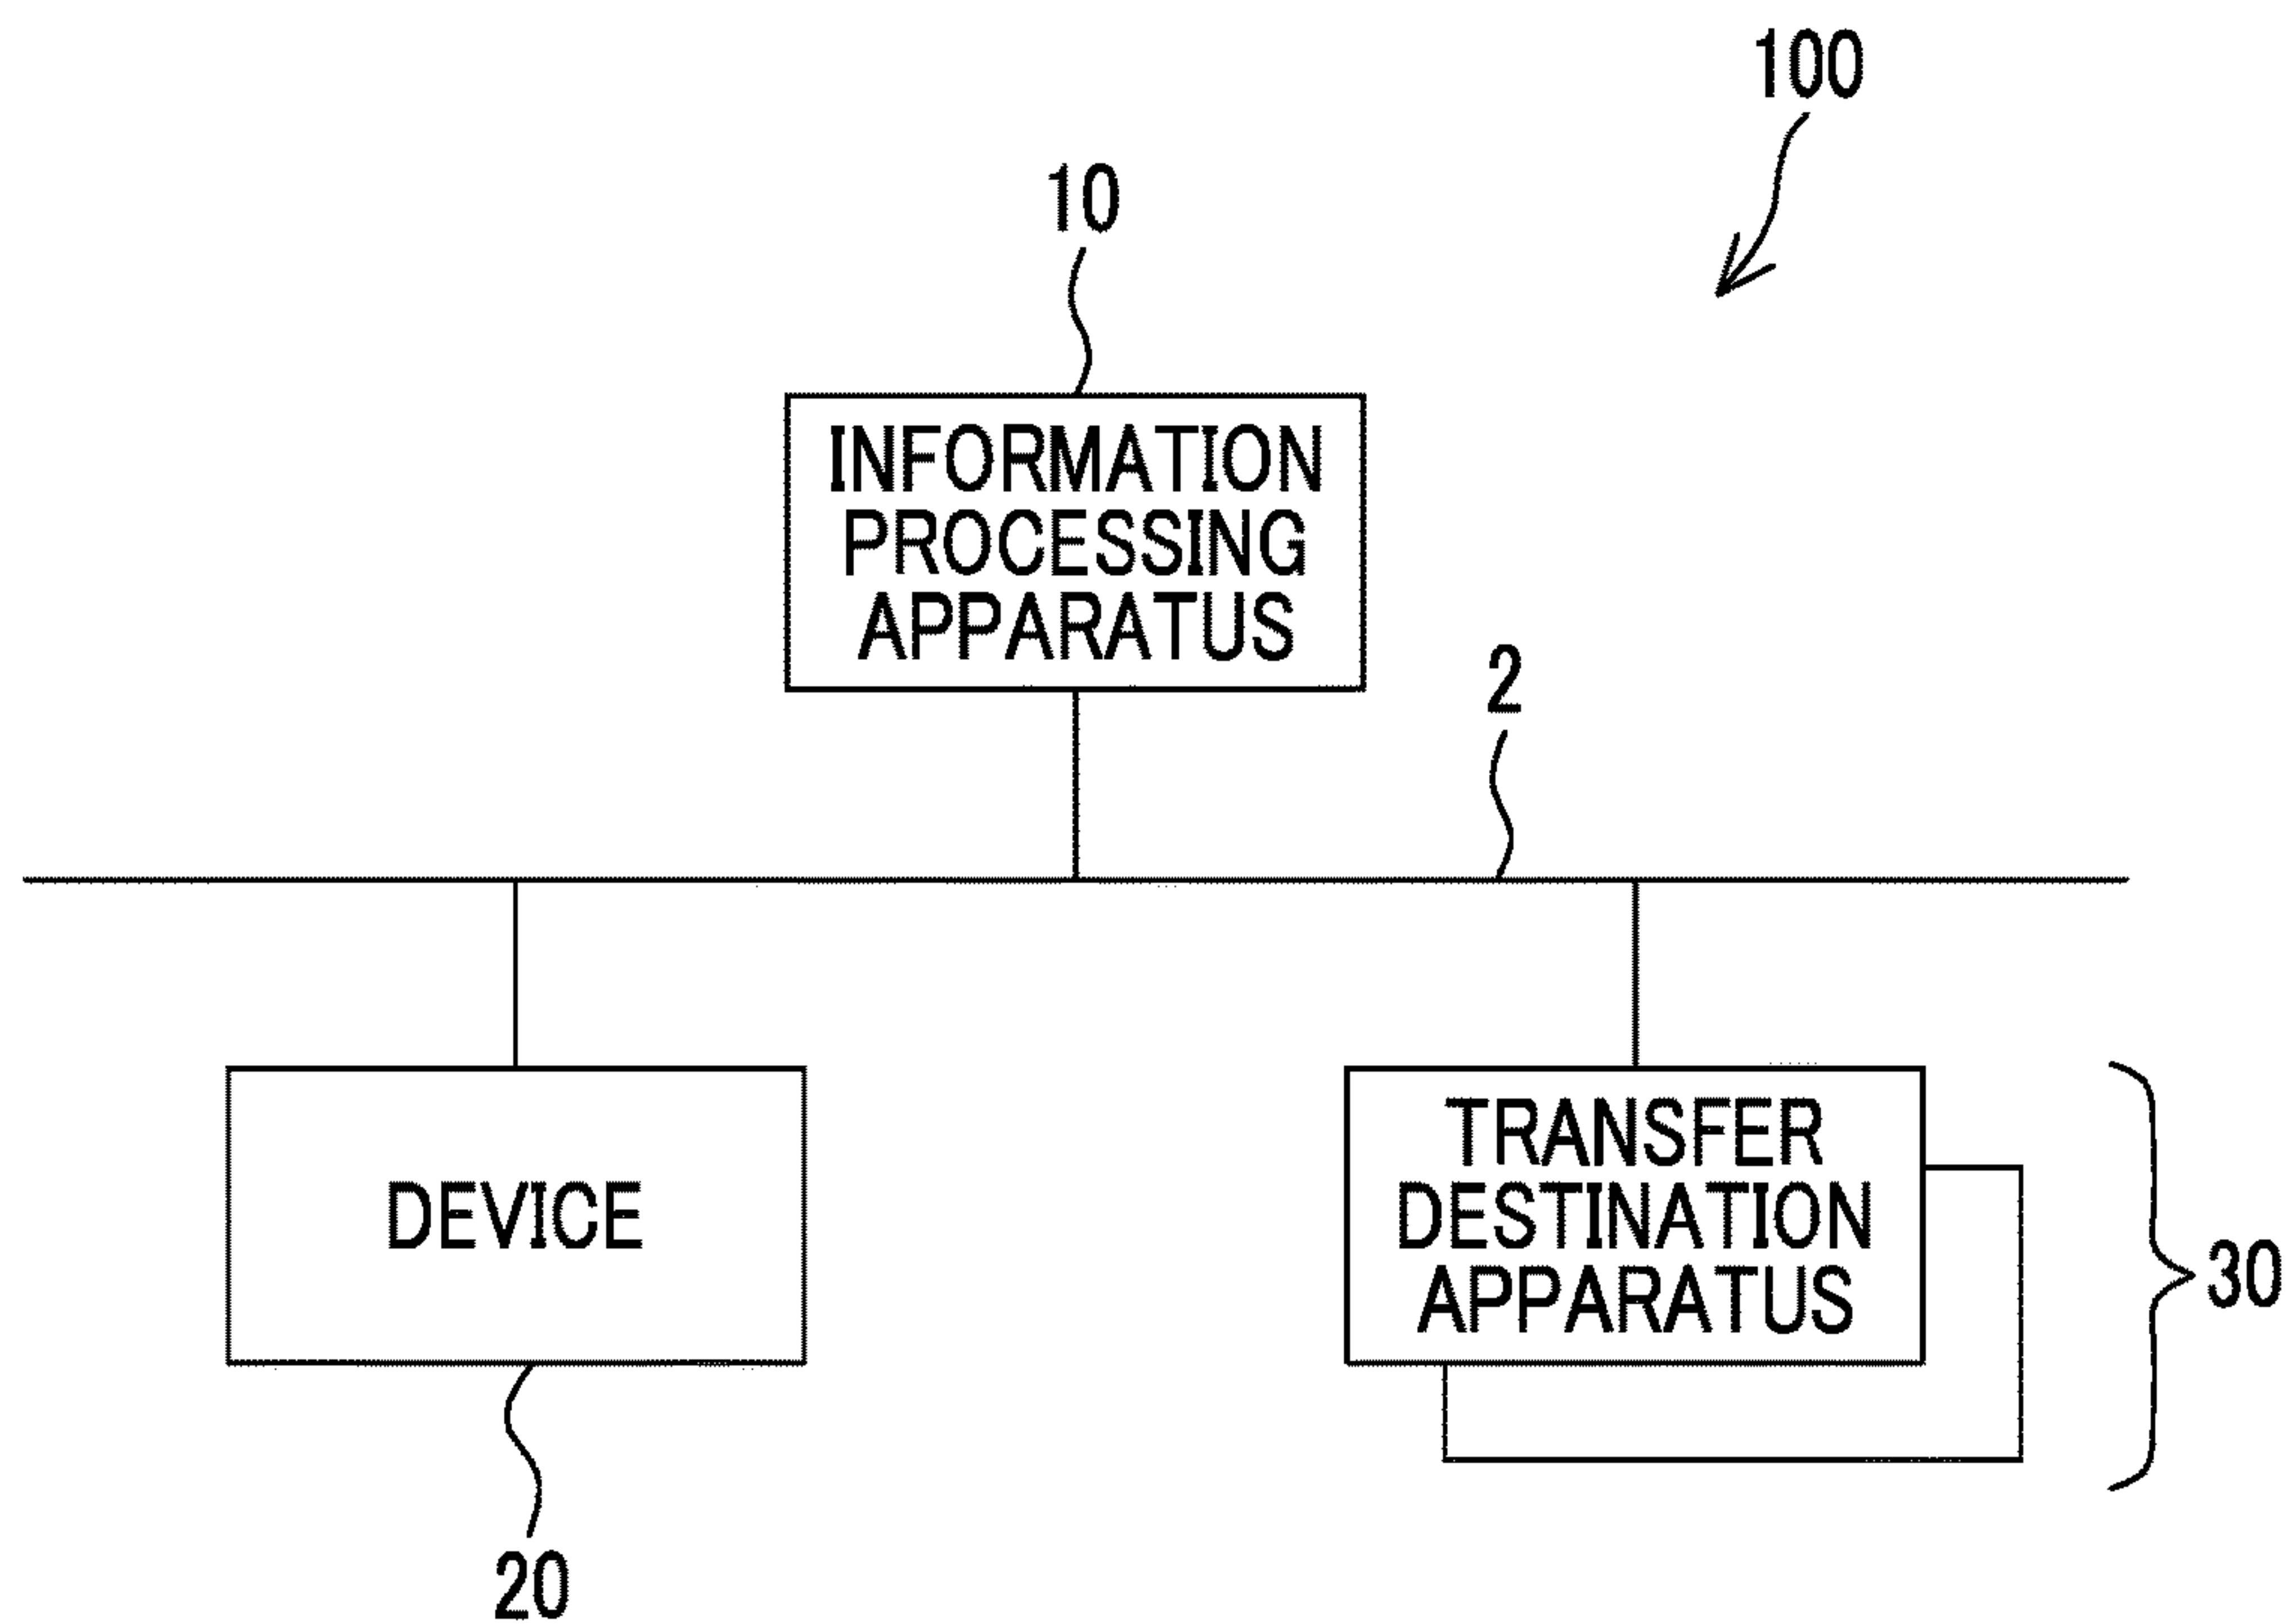 100
10
INFORMATION
PROCESSING
APPARATUS
2
DEVICE
TRANSFER
DESTINATION
APPARATUS
30
20